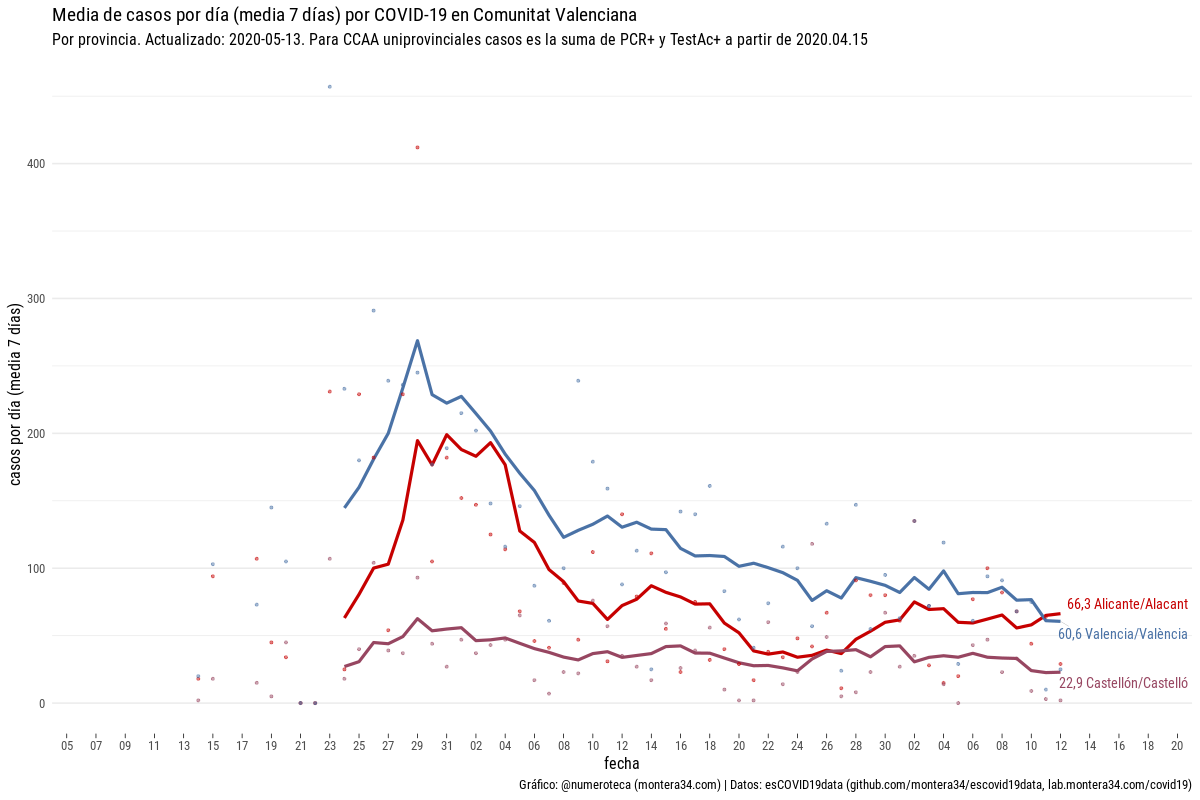 Media de casos por día (media 7 días) por COVID-19 en Comunitat Valenciana
Por provincia. Actualizado: 2020-05-13. Para CCAA uniprovinciales casos es la suma de PCR+ y TestAc+ a partir de 2020.04.15
casos por día (media 7 días)
400
300
200
100
0
66,3 Alicante/Alacant
60,6 Valencia/València
22,9 Castellón/Castelló
05 07 09 11 13 15 17 19 21 23 25 27 29 31 02 04 06 08 10 12 14 16 18 20 22 24 26 28 30 02 04 06 08 10 12 14 16 18 20
fecha
Gráfico: @numeroteca (montera34.com) | Datos: esCOVID19data (github.com/montera34/escovid19data, lab.montera34.com/covid19)